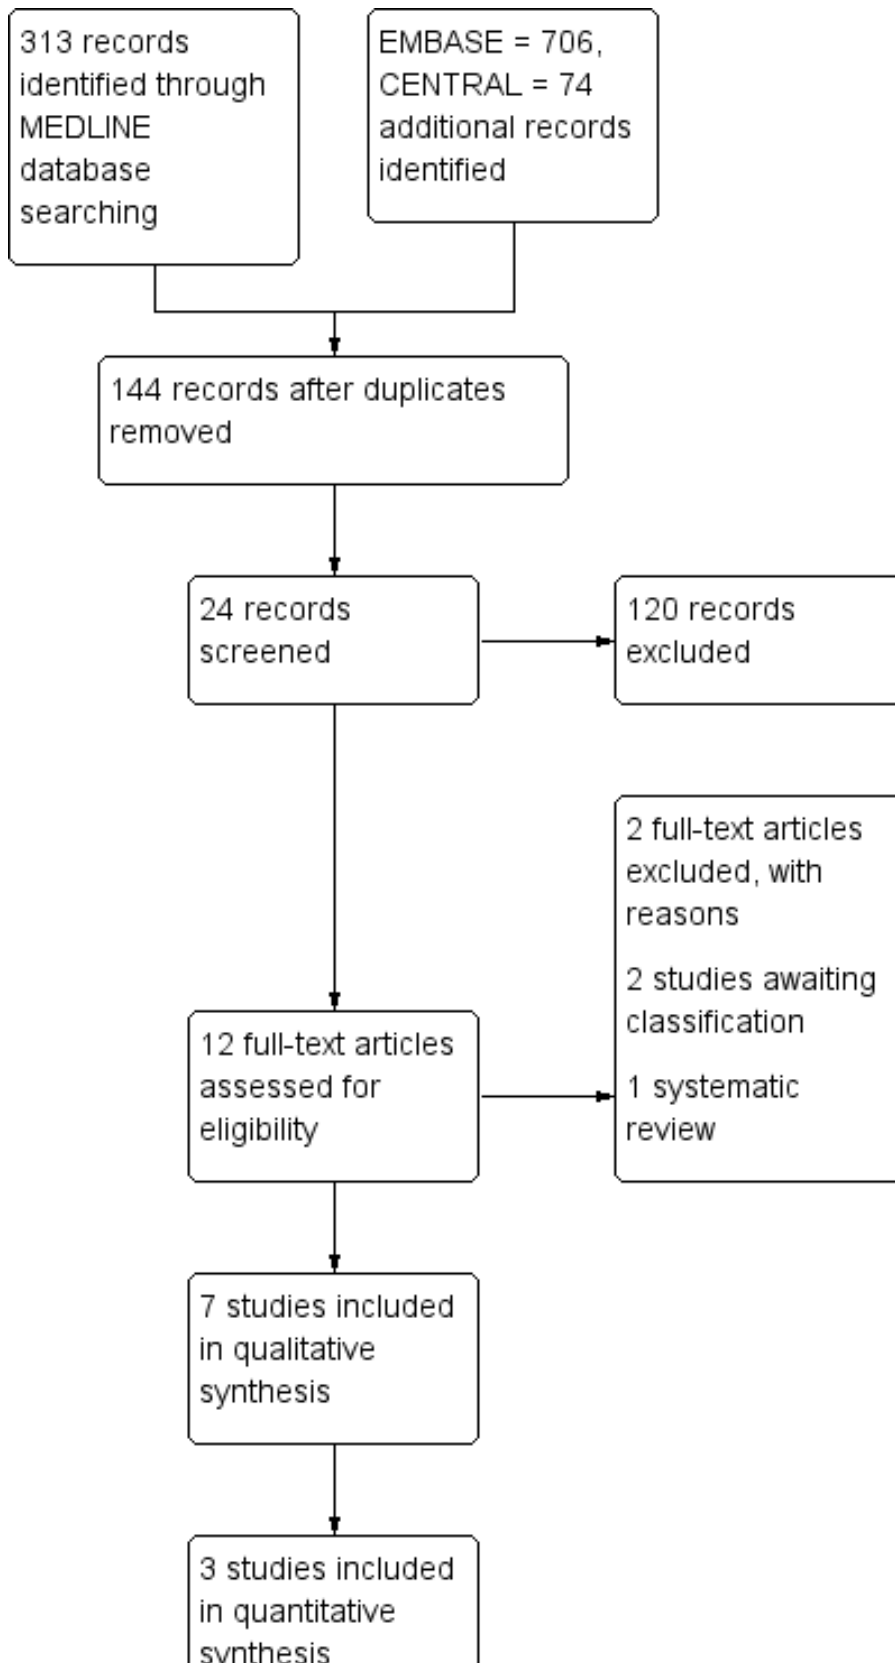 313 records
identified through
MEDLINE
database
searching
EMBASE = 706,
CENTRAL = 74
additional records
identified
144 records after duplicates
removed
24 records
screened
120 records
excluded
2 full-text articles
excluded, with
reasons
2 studies awaiting
classification
1 systematic
review
12 full-text articles
assessed for
eligibility
7 studies included
in qualitative
synthesis
3 studies included
in quantitative
synthesis